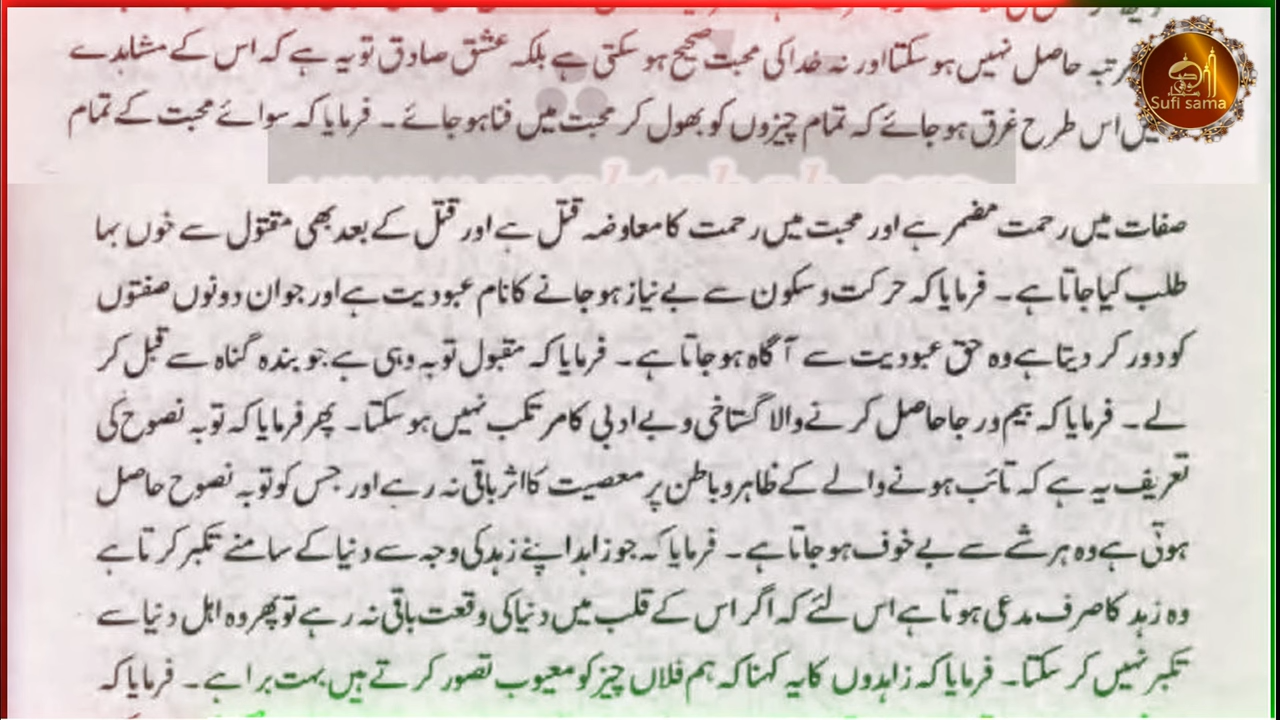 مرتبہ حاصل نہیں ہو سکتا اور نہ خدا کی محبت صحیح ہو سکتی ہے بلکہ عشق صادق تو یہ ہے کہ اس کے مشاہدے
میں اس طرح غرق ہو جائے کہ تمام چیزوں کو بھول کر محبت میں فنا ہو جائے ۔ فرمایا کہ سوائے محبت کے تمام
صفات میں رحمت مضمر ہے اور محبت میں رحمت کا معاوضہ قتل ہے اور قتل کے بعد بھی مقتول سے خوں بہا
طلب کیا جاتا ہے ۔ فرمایا کہ حرکت و سکون سے بے نیاز ہو جانے کا نام عبودیت ہے اور جو ان دونوں صفتوں
کو دور کر دیتا ہے وہ حق عبودیت سے آگاہ ہو جاتا ہے ۔ فرمایا کہ مقبول توبہ وہی ہے جو بندہ گناہ سے قبل کر
لے ۔ فرمایا کہ بیم و رجا حاصل کرنے والا گستاخی و بے ادبی کا مرتکب نہیں ہو سکتا۔ پھر فرمایا کہ توبہ نصوح کی
تعریف یہ ہے کہ تائب ہونے والے کے ظاہر و باطن پر معصیت کا اثر باقی نہ رہے اور جس کو توبہ نصوح حاصل
ہوتی ہے وہ ہر شے سے بے خوف ہو جاتا ہے ۔ فرمایا کہ جو زاہد اپنے زہد کی وجہ سے دنیا کے سامنے تکبر کرتا ہے
وہ زہد کا صرف مدعی ہوتا ہے اس لئے کہ اگر اس کے قلب میں دنیا کی وقعت باقی نہ رہے تو پھر وہ اہل دنیا سے
تکبر نہیں کر سکتا۔ فرمایا کہ زاہدوں کا یہ کہنا کہ ہم فلاں چیز کو معیوب تصور کرتے ہیں بہت برا ہے ۔ فرمایا کہ
Sufi sama